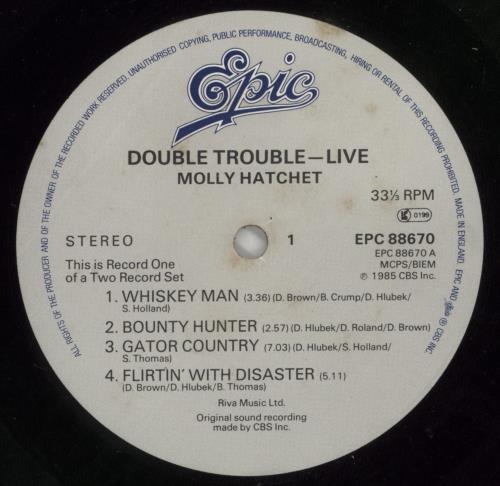 ALL RIGHTS OF THE PRODUCER AND OF THE OWNER OF THE RECORDED WORK RESERVED. UNAUTHORISED COPYING, PUBLIC PERFORMANCE, BROADCASTING, HIRING OR RENTAL OF THIS RECORDING PROHIBITED. MADE IN ENGLAND. EPIC AND Epic ® CBS INC.
Epic
DOUBLE TROUBLE—LIVE
MOLLY HATCHET
33⅓ RPM
LC 0199
STEREO
1
EPC 88670
EPC 88670 A
MCPS/BIEM
℗ 1985 CBS Inc.
This is Record One
of a Two Record Set
1. WHISKEY MAN (3.36) (D. Brown/B. Crump/D. Hlubek/
S. Holland)
2. BOUNTY HUNTER (2.57) (D. Hlubek/D. Roland/D. Brown)
3. GATOR COUNTRY (7.03) (D. Hlubek/S. Holland/
S. Thomas)
4. FLIRTIN' WITH DISASTER (5.11)
(D. Brown/D. Hlubek/B. Thomas)
Riva Music Ltd.
Original sound recording
made by CBS Inc.